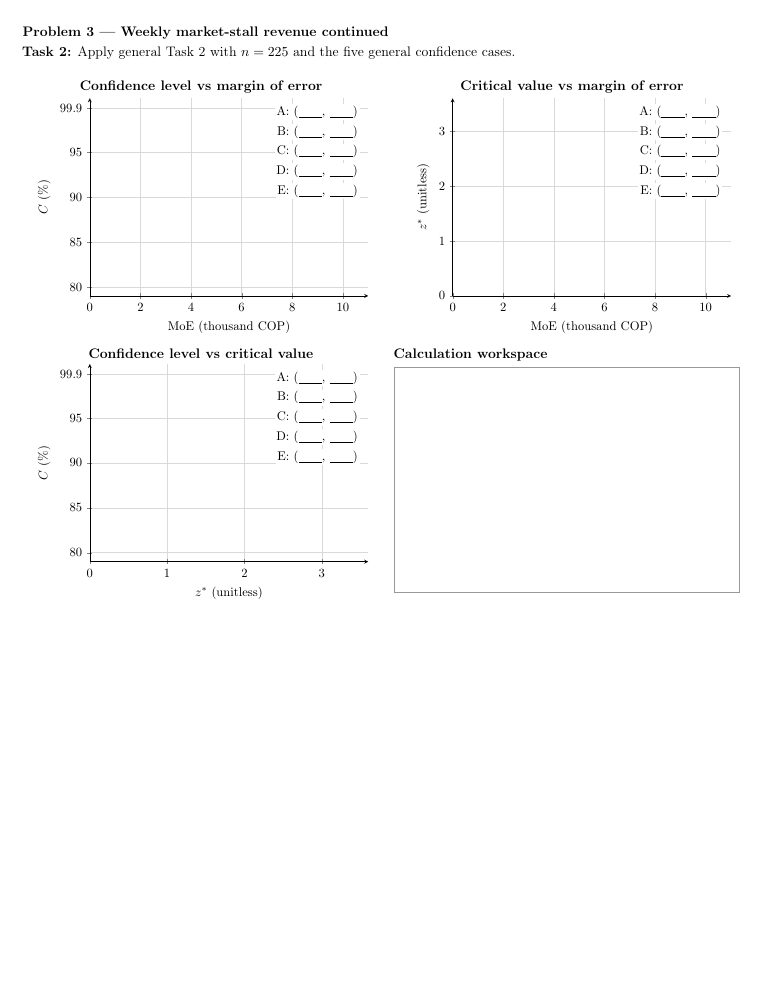 Problem 3 — Weekly market-stall revenue continued
Task 2: Apply general Task 2 with n = 225 and the five general confidence cases.
Confidence level vs margin of error
99.9
95
90
85
80
C (%)
A: (___, ___)
B: (___, ___)
C: (___, ___)
D: (___, ___)
E: (___, ___)
0 2 4 6 8 10
MoE (thousand COP)
Critical value vs margin of error
3
2
1
0
z* (unitless)
A: (___, ___)
B: (___, ___)
C: (___, ___)
D: (___, ___)
E: (___, ___)
0 2 4 6 8 10
MoE (thousand COP)
Confidence level vs critical value
99.9
95
90
85
80
C (%)
A: (___, ___)
B: (___, ___)
C: (___, ___)
D: (___, ___)
E: (___, ___)
0 1 2 3
z* (unitless)
Calculation workspace